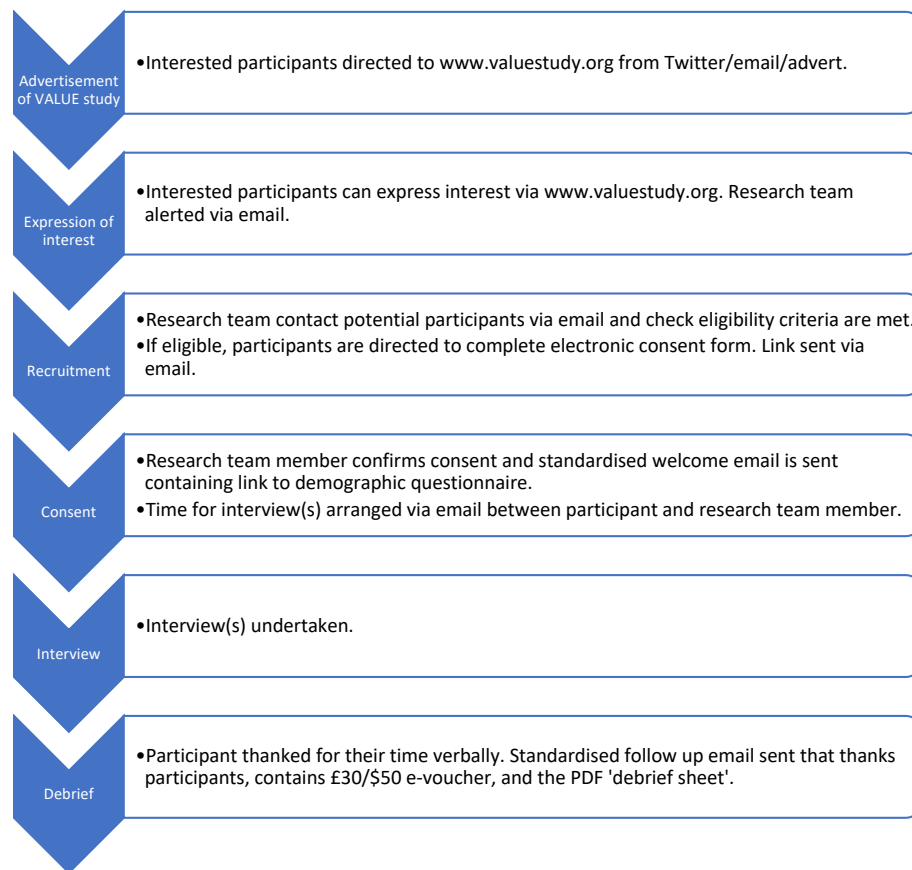 Advertisement
of VALUE study
•Interested participants directed to www.valuestudy.org from Twitter/email/advert.
Expression of
interest
•Interested participants can express interest via www.valuestudy.org. Research team
alerted via email.
Recruitment
•Research team contact potential participants via email and check eligibility criteria are met.
•If eligible, participants are directed to complete electronic consent form. Link sent via
email.
Consent
•Research team member confirms consent and standardised welcome email is sent
containing link to demographic questionnaire.
•Time for interview(s) arranged via email between participant and research team member.
Interview
•Interview(s) undertaken.
Debrief
•Participant thanked for their time verbally. Standardised follow up email sent that thanks
participants, contains £30/$50 e-voucher, and the PDF 'debrief sheet'.